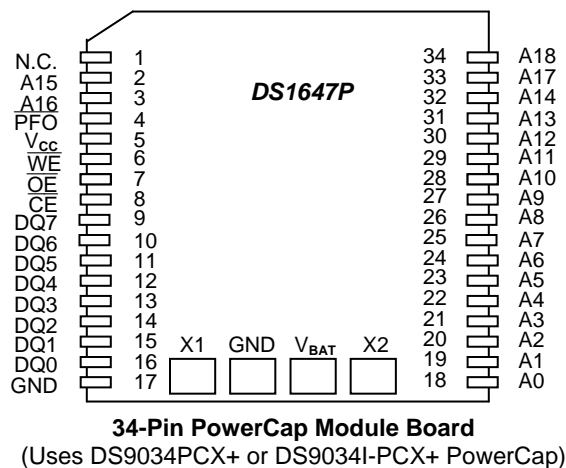 DS1647P
N.C. 1 34 A18
A15 2 33 A17
A16 3 32 A14
PFO 4 31 A13
VCC 5 30 A12
WE 6 29 A11
OE 7 28 A10
CE 8 27 A9
DQ7 9 26 A8
DQ6 10 25 A7
DQ5 11 24 A6
DQ4 12 23 A5
DQ3 13 22 A4
DQ2 14 21 A3
DQ1 15 20 A2
DQ0 16 19 A1
GND 17 18 A0
X1 GND VBAT X2
34-Pin PowerCap Module Board
(Uses DS9034PCX+ or DS9034I-PCX+ PowerCap)